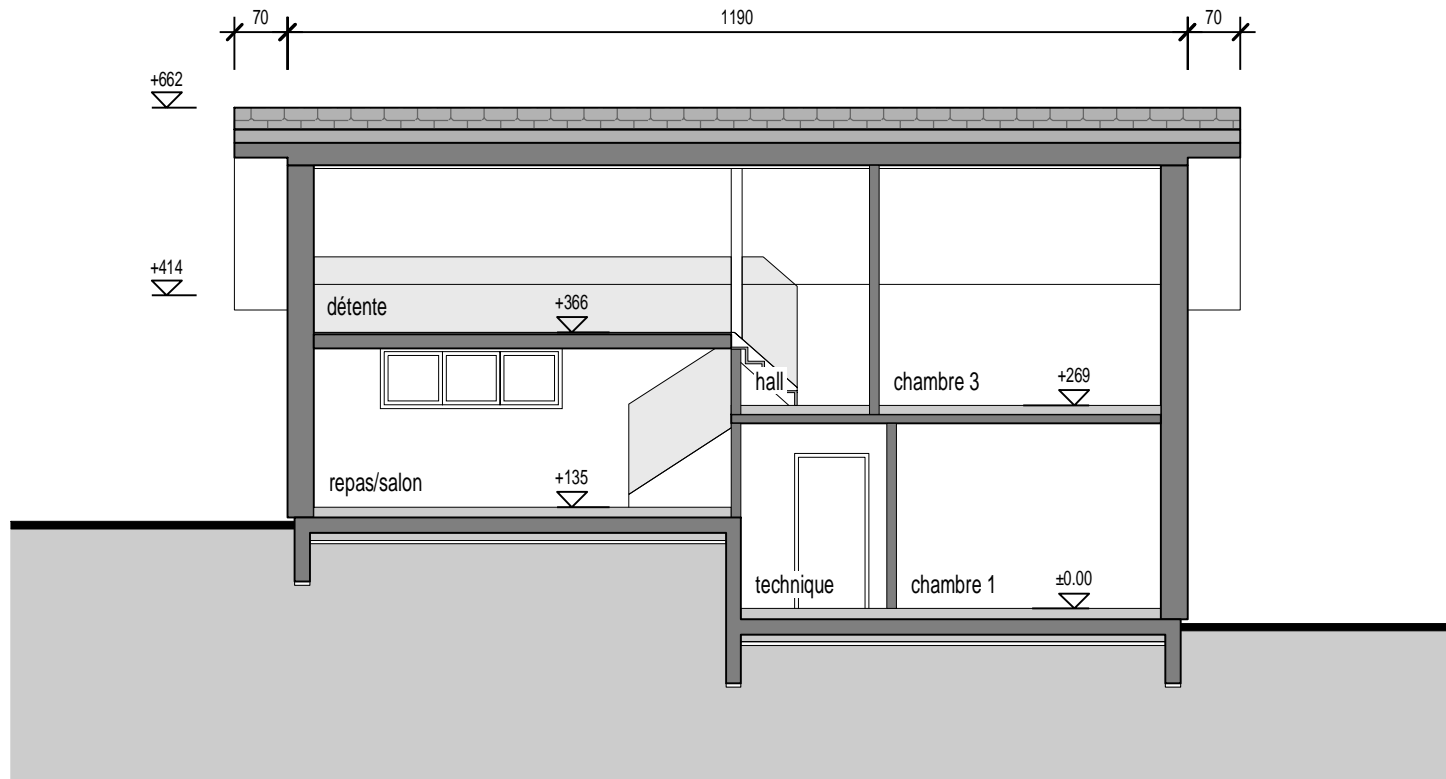 70 1190 70
+662
+414
détente +366
hall chambre 3 +269
repas/salon +135
technique chambre 1 ±0.00